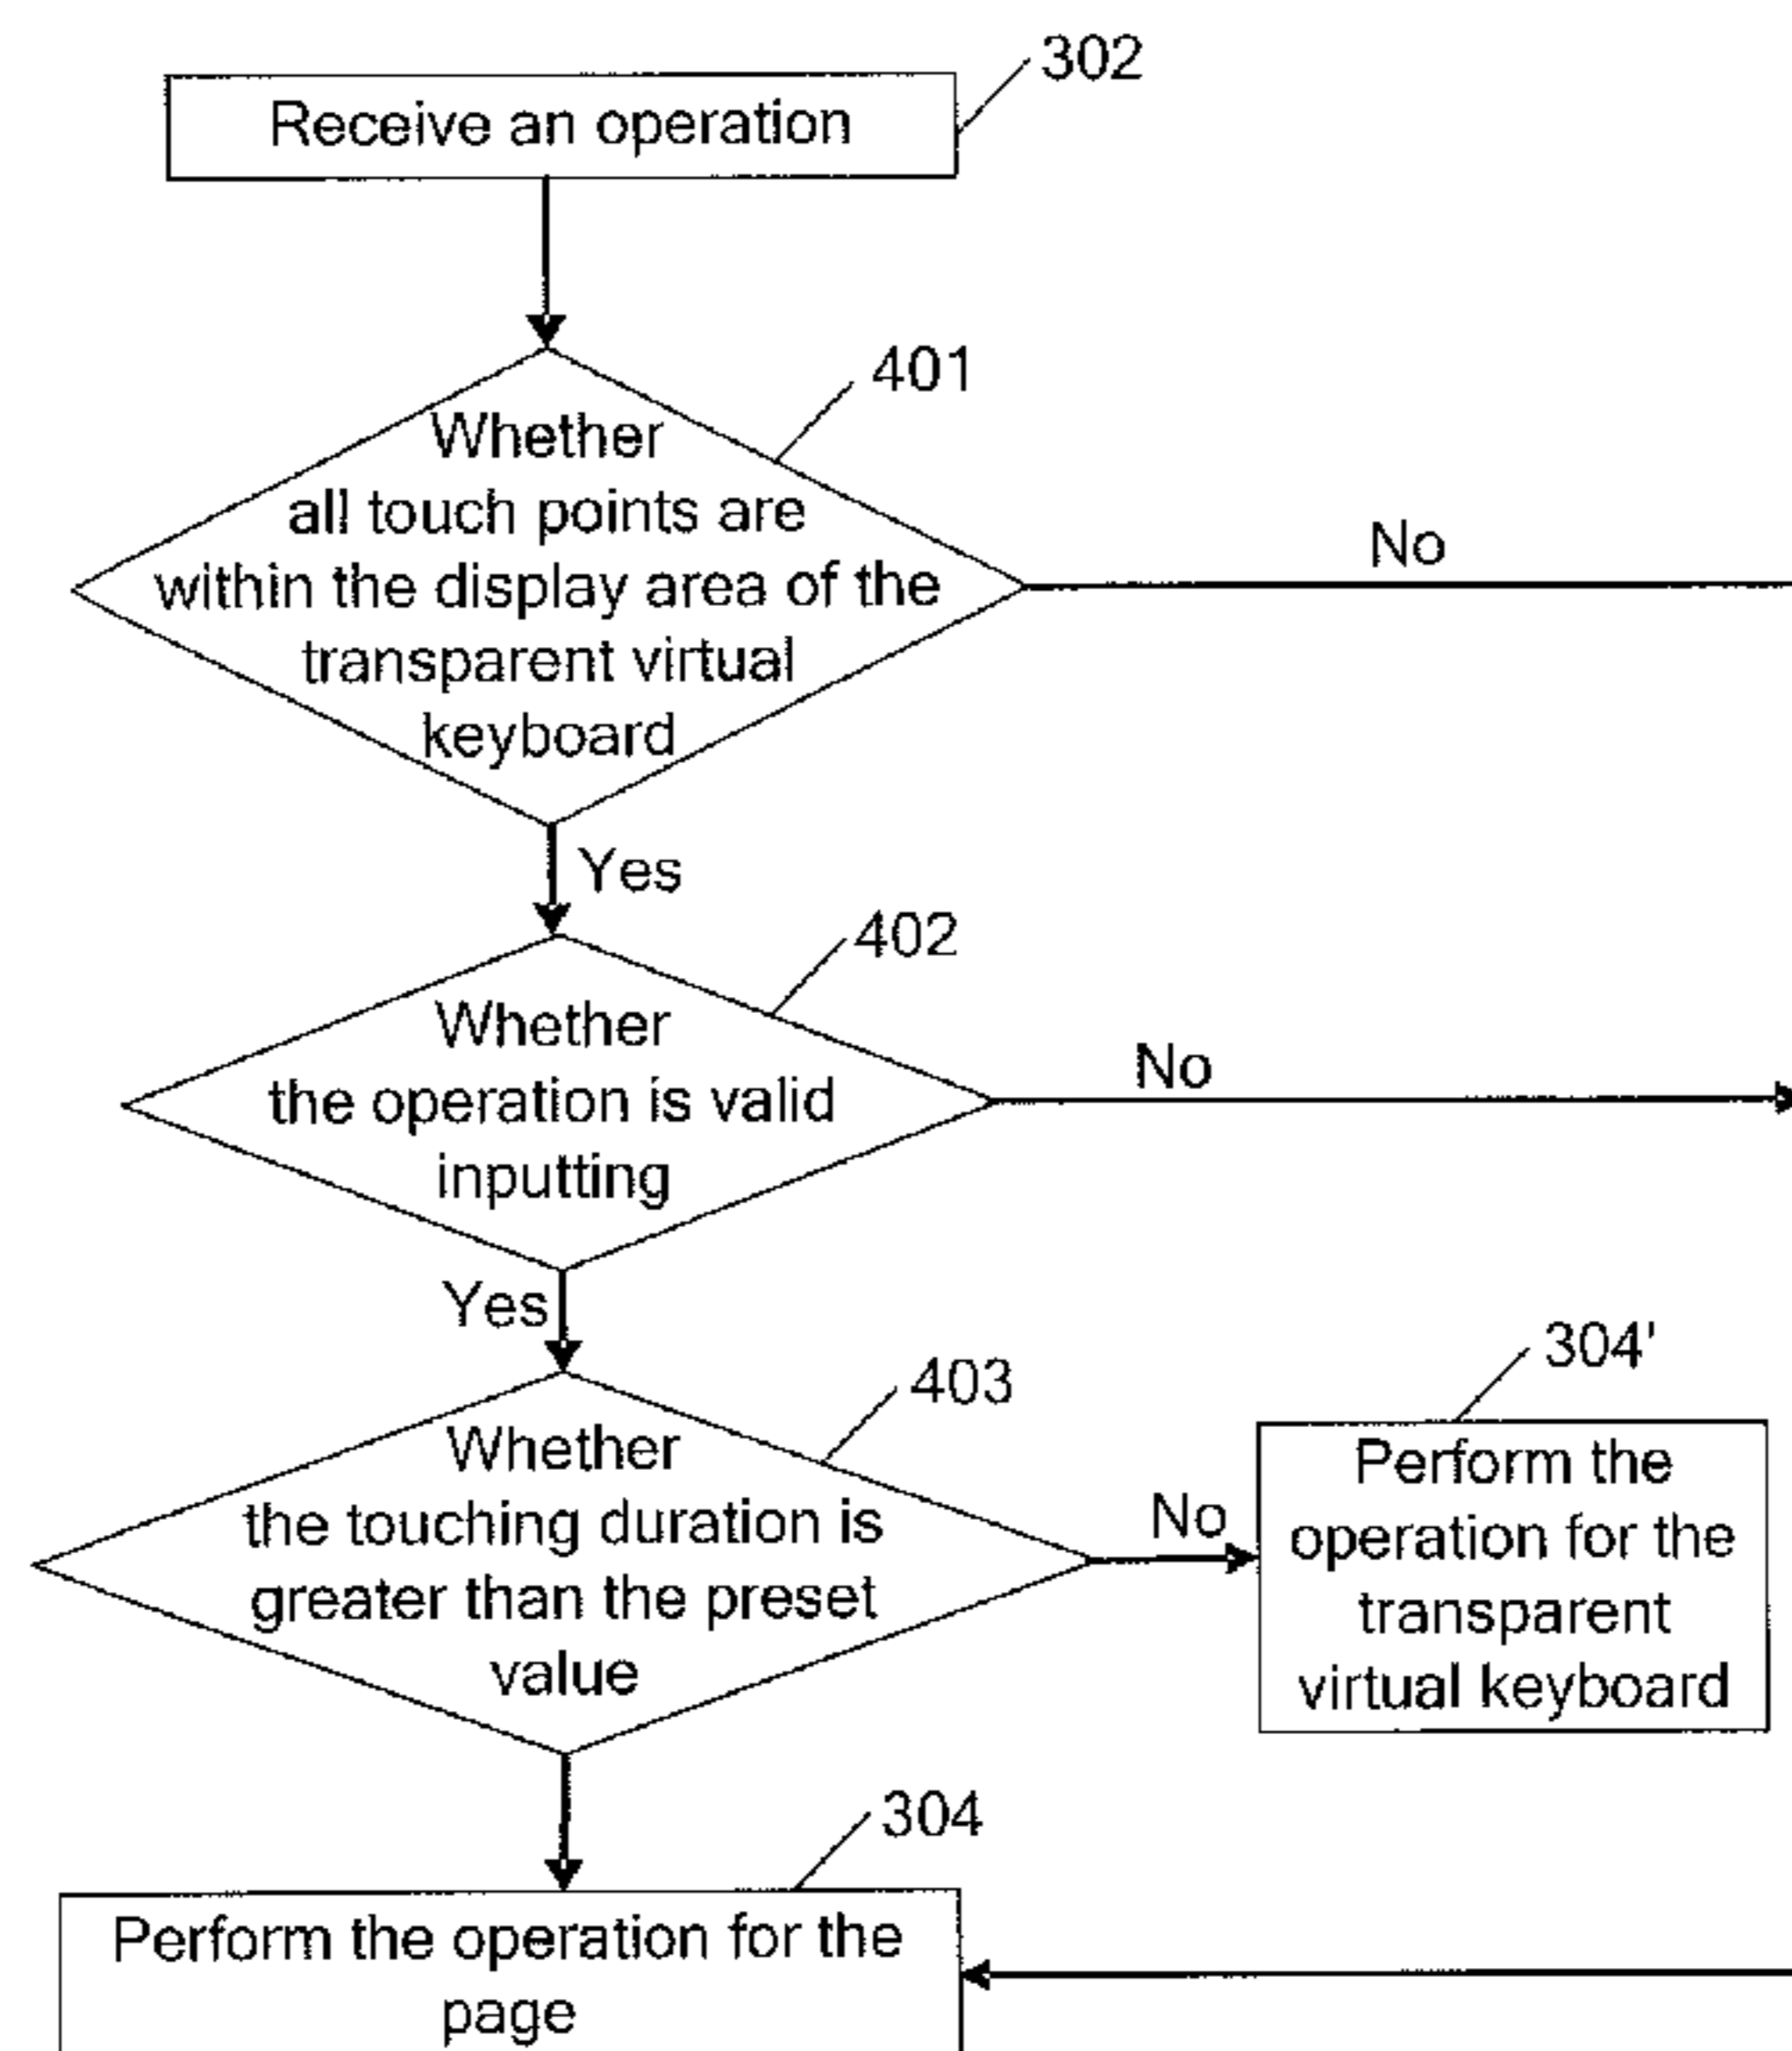 302
Receive an operation
401
Whether
all touch points are
within the display area of the
transparent virtual
keyboard
No
Yes
402
Whether
the operation is valid
inputting
No
Yes
403
Whether
the touching duration is
greater than the preset
value
No
304'
Perform the
operation for the
transparent
virtual keyboard
304
Perform the operation for the
page